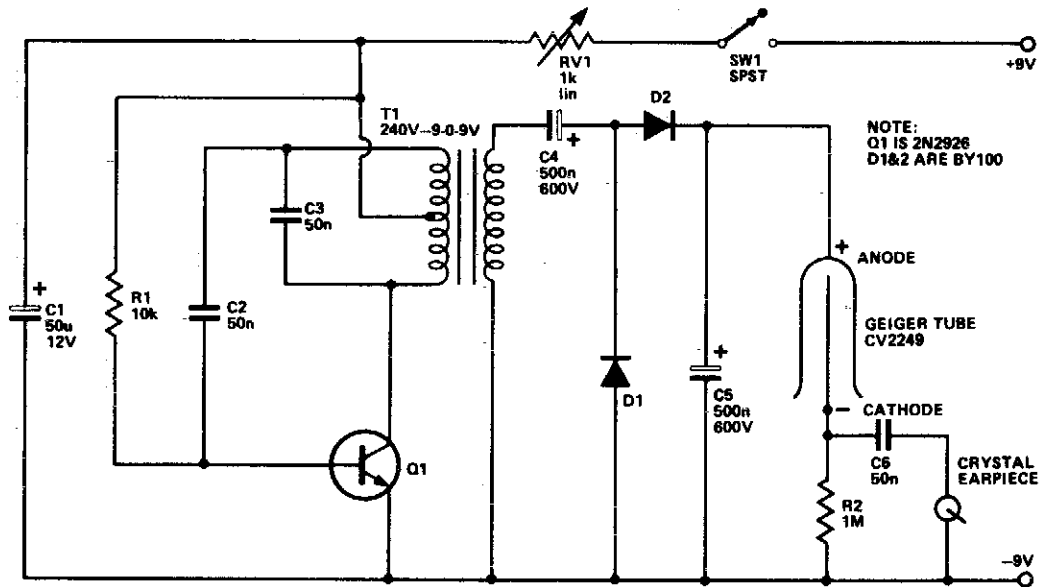 RV1
1k
lin
SW1
SPST
+9V
T1
240V--9-0-9V
D2
C4
500n
600V
+
NOTE:
Q1 IS 2N2926
D1&2 ARE BY100
C3
50n
+
ANODE
+
C1
50u
12V
R1
10k
C2
50n
GEIGER TUBE
CV2249
D1
+
C5
500n
600V
– CATHODE
Q1
C6
50n
CRYSTAL
EARPIECE
R2
1M
–9V